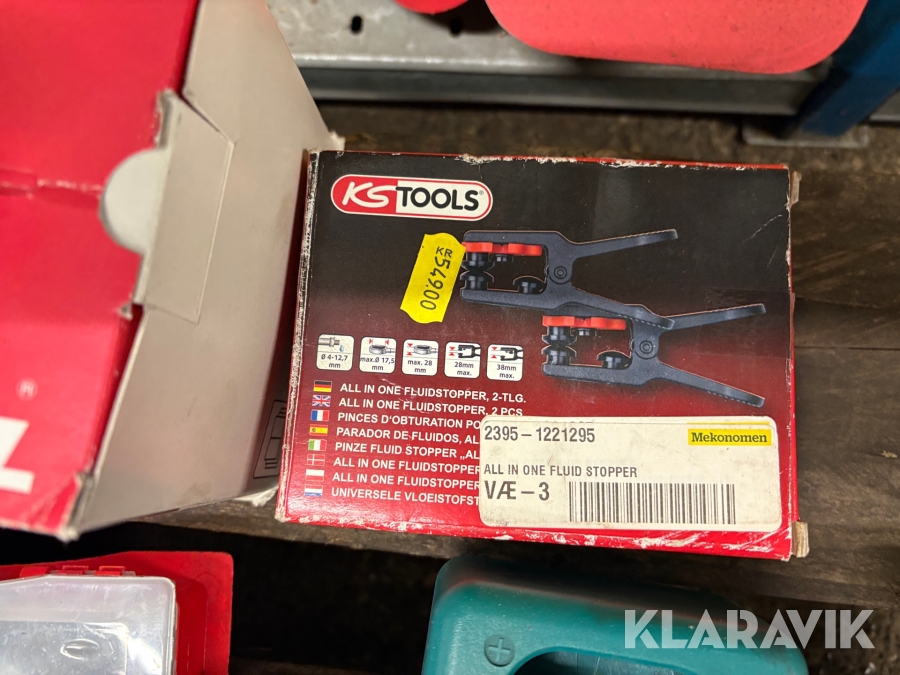 KS TOOLS®
kr 549.00
Ø 4-12,7 mm
max.Ø 17,5 mm
max. 28 mm
28mm max.
38mm max.
ALL IN ONE FLUIDSTOPPER, 2-TLG.
ALL IN ONE FLUIDSTOPPER, 2 PCS
PINCES D'OBTURATION
PARADOR DE FLUIDOS,
PINZE FLUID STOPPER
ALL IN ONE FLUIDSTOPPER
ALL IN ONE FLUIDSTOPPER
UNIVERSELE
2395-1221295
Mekonomen
ALL IN ONE FLUID STOPPER
VÆ-3
®
KLARAVIK